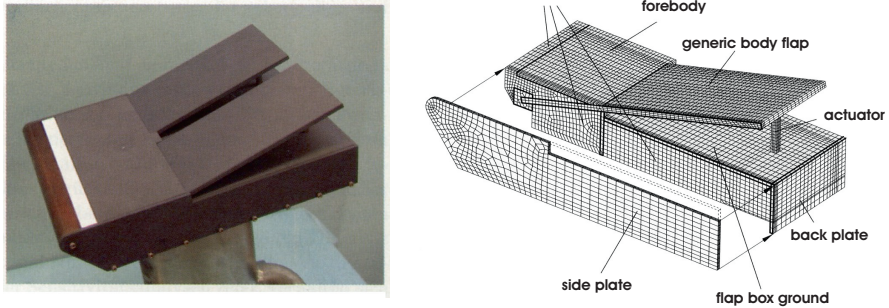 forebody
generic body flap
actuator
back plate
side plate
flap box ground